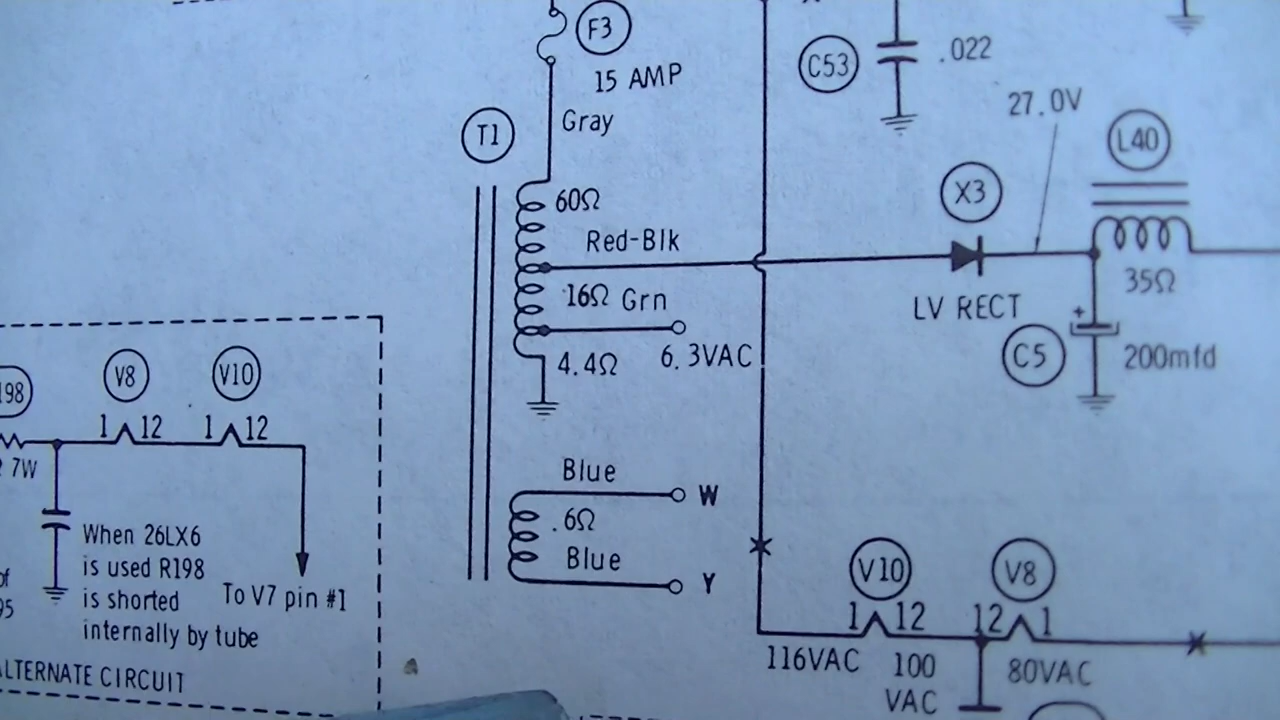 F3
15 AMP
Gray
T1
60Ω
Red-Blk
16Ω Grn
6.3VAC
4.4Ω
Blue
W
.6Ω
Blue
Y
C53
.022
27.0V
L40
X3
LV RECT
35Ω
+
C5
200mfd
198
V8
V10
1 12
1 12
7W
When 26LX6
is used R198
is shorted
internally by tube
To V7 pin #1
of
95
ALTERNATE CIRCUIT
V10
V8
1 12
12 1
116VAC
100
VAC
80VAC